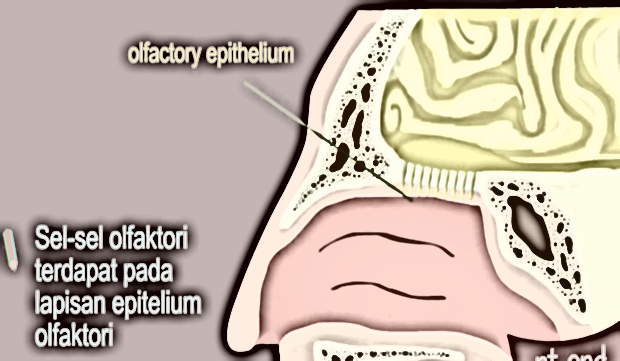 olfactory epithelium
Sel-sel olfaktori
terdapat pada
lapisan epitelium
olfaktori